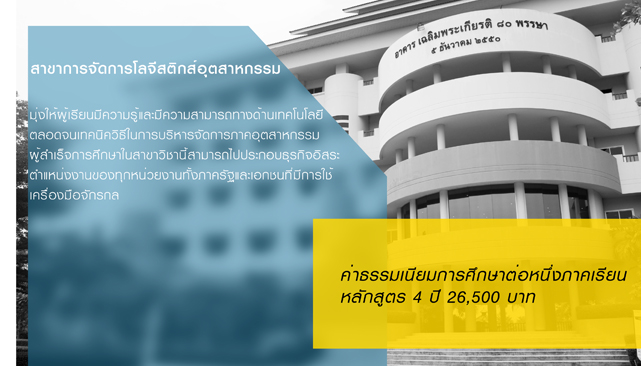 อาคาร เฉลิมพระเกียรติ ๘๐ พรรษา
๕ ธันวาคม ๒๕๕๐
สาขาการจัดการโลจีสติกส์อุตสาหกรรม
มุ่งให้ผู้เรียนมีความรู้และมีความสามารถทางด้านเทคโนโลยี
ตลอดจนเทคนิควิธีในการบริหารจัดการภาคอุตสาหกรรม
ผู้สำเร็จการศึกษาในสาขาวิชานี้สามารถไปประกอบธุรกิจอิสระ
ตำแหน่งงานของทุกหน่วยงานทั้งภาครัฐและเอกชนที่มีการใช้
เครื่องมือจักรกล
ค่าธรรมเนียมการศึกษาต่อหนึ่งภาคเรียน
หลักสูตร 4 ปี 26,500 บาท